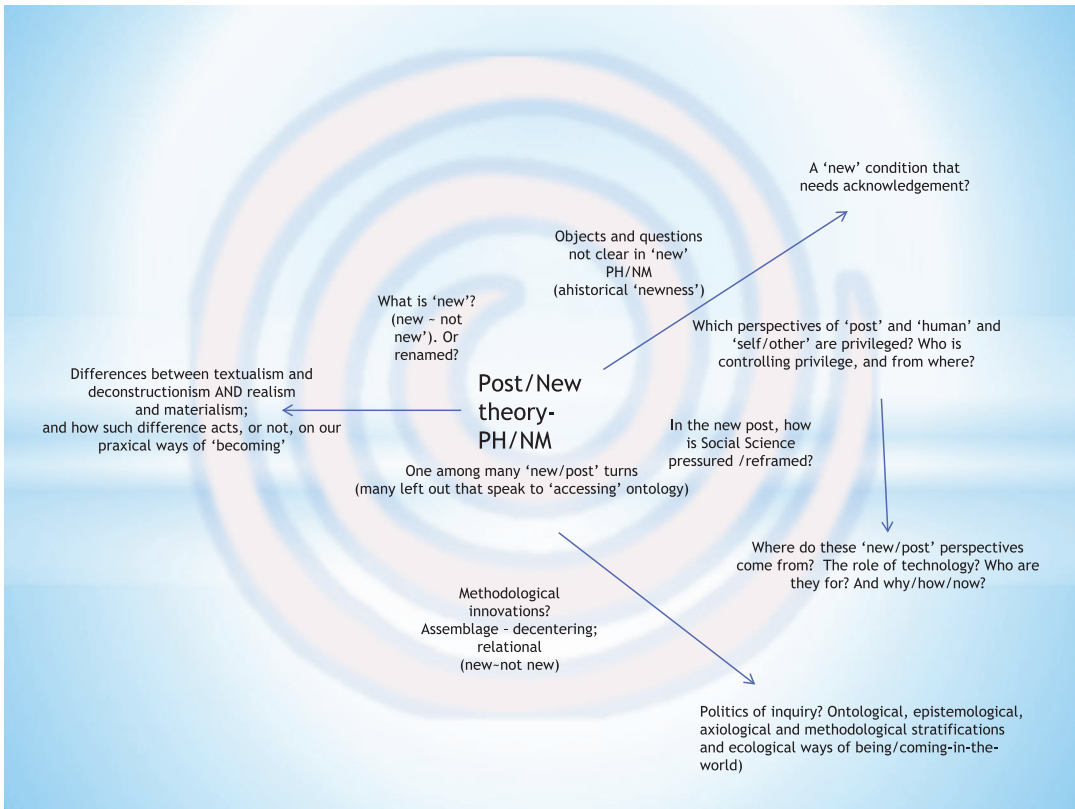 A ‘new’ condition that
needs acknowledgement?
Objects and questions
not clear in ‘new’
PH/NM
(ahistorical ‘newness’)
What is ‘new’?
(new ~ not
new’). Or
renamed?
Which perspectives of ‘post’ and ‘human’ and
‘self/other’ are privileged? Who is
controlling privilege, and from where?
Differences between textualism and
deconstructionism AND realism
and materialism;
and how such difference acts, or not, on our
praxical ways of ‘becoming’
Post/New
theory-
PH/NM
In the new post, how
is Social Science
pressured /reframed?
One among many ‘new/post’ turns
(many left out that speak to ‘accessing’ ontology)
Where do these ‘new/post’ perspectives
come from? The role of technology? Who are
they for? And why/how/now?
Methodological
innovations?
Assemblage – decentering;
relational
(new~not new)
Politics of inquiry? Ontological, epistemological,
axiological and methodological stratifications
and ecological ways of being/coming-in-the-
world)